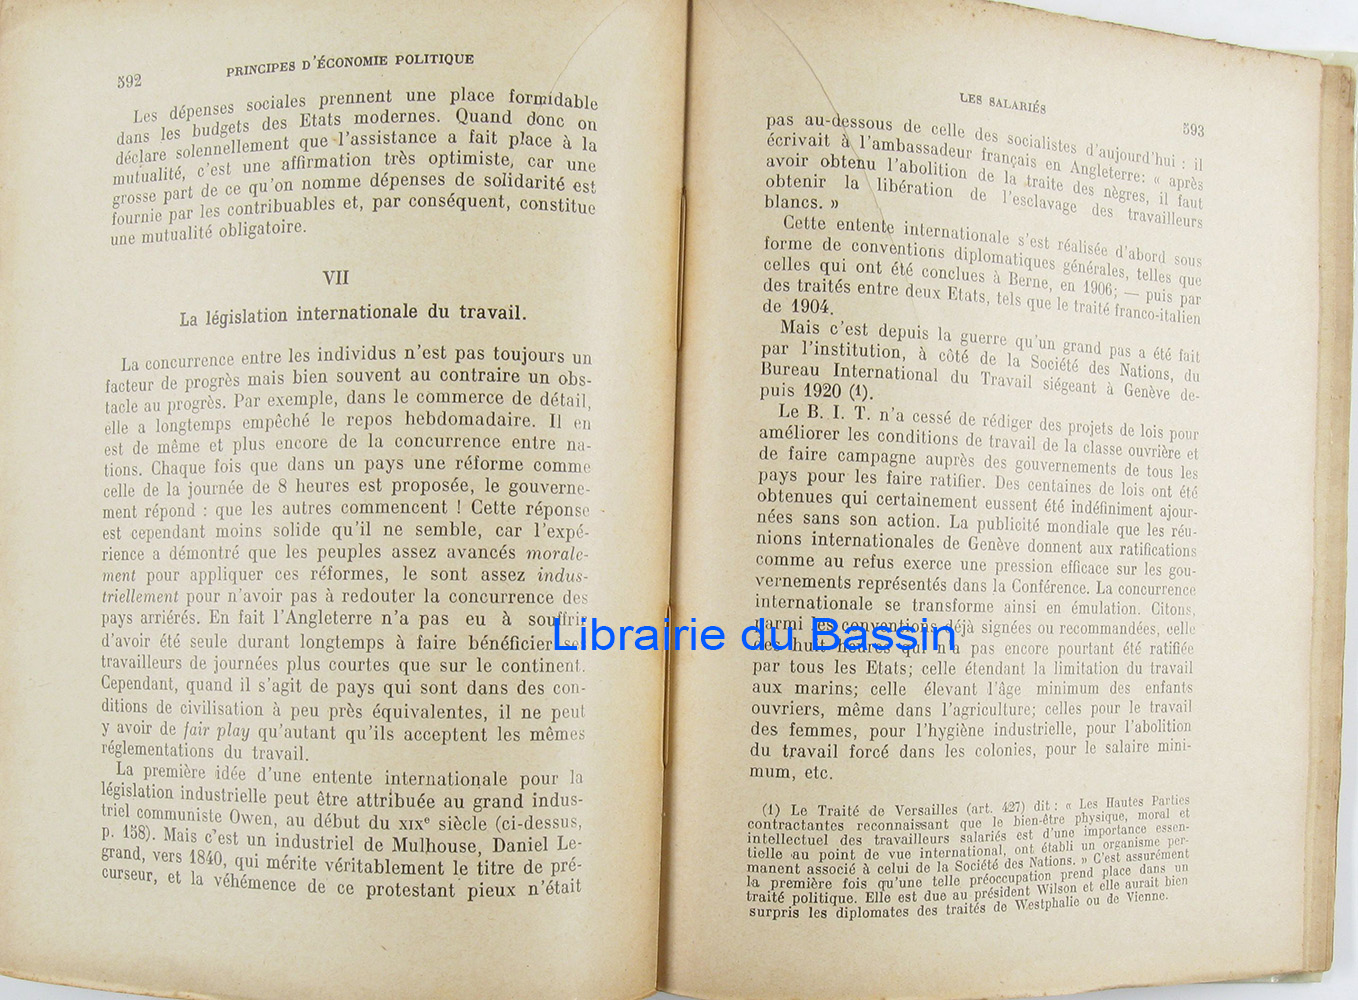 592
PRINCIPES D'ÉCONOMIE POLITIQUE
Les dépenses sociales prennent une place formidable
dans les budgets des Etats modernes. Quand donc on
déclare solennellement que l'assistance a fait place à la
mutualité, c'est une affirmation très optimiste, car une
grosse part de ce qu'on nomme dépenses de solidarité est
fournie par les contribuables et, par conséquent, constitue
une mutualité obligatoire.
VII
La législation internationale du travail.
La concurrence entre les individus n'est pas toujours un
facteur de progrès mais bien souvent au contraire un obs-
tacle au progrès. Par exemple, dans le commerce de détail,
elle a longtemps empêché le repos hebdomadaire. Il en
est de même et plus encore de la concurrence entre na-
tions. Chaque fois que dans un pays une réforme comme
celle de la journée de 8 heures est proposée, le gouverne-
ment répond : que les autres commencent ! Cette réponse
est cependant moins solide qu'il ne semble, car l'expé-
rience a démontré que les peuples assez avancés morale-
ment pour appliquer ces réformes, le sont assez indus-
triellement pour n'avoir pas à redouter la concurrence des
pays arriérés. En fait l'Angleterre n'a pas eu à souffrir
d'avoir été seule durant longtemps à faire bénéficier ses
travailleurs de journées plus courtes que sur le continent.
Cependant, quand il s'agit de pays qui sont dans des con-
ditions de civilisation à peu près équivalentes, il ne peut
y avoir de fair play qu'autant qu'ils acceptent les mêmes
réglementations du travail.
La première idée d'une entente internationale pour la
législation industrielle peut être attribuée au grand indus-
triel communiste Owen, au début du XIXe siècle (ci-dessus,
p. 158). Mais c'est un industriel de Mulhouse, Daniel Le-
grand, vers 1840, qui mérite véritablement le titre de pré-
curseur, et la véhémence de ce protestant pieux n'était
LES SALARIÉS
593
pas au-dessous de celle des socialistes d'aujourd'hui : il
écrivait à l'ambassadeur français en Angleterre: « après
avoir obtenu l'abolition de la traite des nègres, il faut
obtenir la libération de l'esclavage des travailleurs
blancs. »
Cette entente internationale s'est réalisée d'abord sous
forme de conventions diplomatiques générales, telles que
celles qui ont été conclues à Berne, en 1906; — puis par
des traités entre deux Etats, tels que le traité franco-italien
de 1904.
Mais c'est depuis la guerre qu'un grand pas a été fait
par l'institution, à côté de la Société des Nations, du
Bureau International du Travail siégeant à Genève de-
puis 1920 (1).
Le B. I. T. n'a cessé de rédiger des projets de lois pour
améliorer les conditions de travail de la classe ouvrière et
de faire campagne auprès des gouvernements de tous les
pays pour les faire ratifier. Des centaines de lois ont été
obtenues qui certainement eussent été indéfiniment ajour-
nées sans son action. La publicité mondiale que les réu-
nions internationales de Genève donnent aux ratifications
comme au refus exerce une pression efficace sur les gou-
vernements représentés dans la Conférence. La concurrence
internationale se transforme ainsi en émulation. Citons,
parmi les conventions déjà signées ou recommandées, celle
des huit heures qui n'a pas encore pourtant été ratifiée
par tous les Etats; celle étendant la limitation du travail
aux marins; celle élevant l'âge minimum des enfants
ouvriers, même dans l'agriculture; celles pour le travail
des femmes, pour l'hygiène industrielle, pour l'abolition
du travail forcé dans les colonies, pour le salaire mini-
mum, etc.
(1) Le Traité de Versailles (art. 427) dit : « Les Hautes Parties
contractantes reconnaissant que le bien-être physique, moral et
intellectuel des travailleurs salariés est d'une importance essen-
tielle au point de vue international, ont établi un organisme per-
manent associé à celui de la Société des Nations. » C'est assurément
la première fois qu'une telle préoccupation prend place dans un
traité politique. Elle est due au président Wilson et elle aurait bien
surpris les diplomates des traités de Westphalie ou de Vienne.
Librairie du Bassin